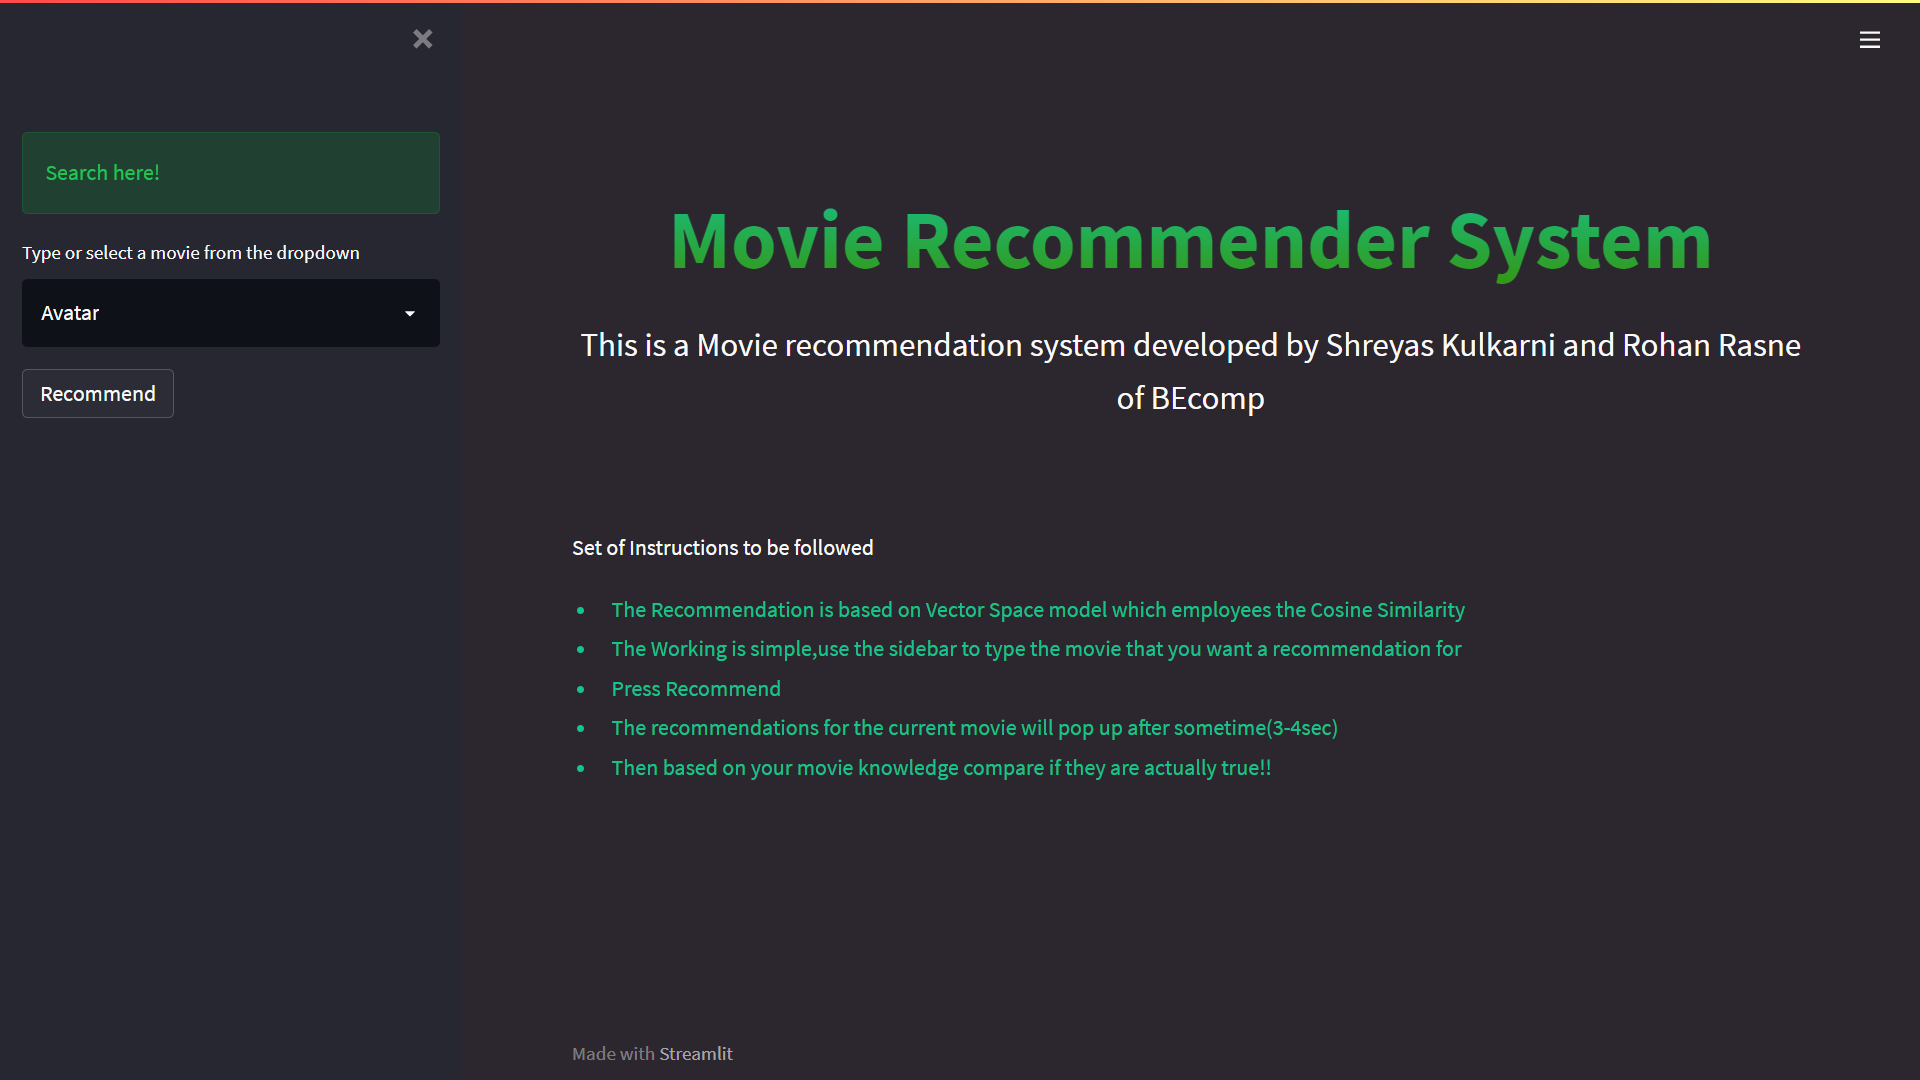 Search here!
Type or select a movie from the dropdown
Avatar
Recommend
Movie Recommender System
This is a Movie recommendation system developed by Shreyas Kulkarni and Rohan Rasne
of BEcomp
Set of Instructions to be followed
• The Recommendation is based on Vector Space model which employees the Cosine Similarity
• The Working is simple,use the sidebar to type the movie that you want a recommendation for
• Press Recommend
• The recommendations for the current movie will pop up after sometime(3-4sec)
• Then based on your movie knowledge compare if they are actually true!!
Made with Streamlit